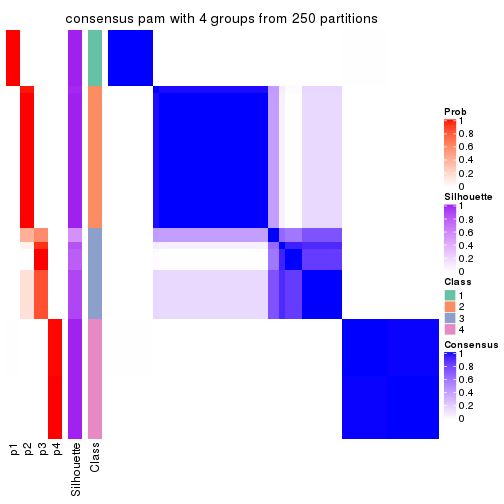 consensus pam with 4 groups from 250 partitions
Prob
1
0.8
0.6
0.4
0.2
0
Silhouette
1
0.8
0.6
0.4
0.2
0
Class
1
2
3
4
Consensus
1
0.8
0.6
0.4
0.2
0
p1
p2
p3
p4
Silhouette
Class